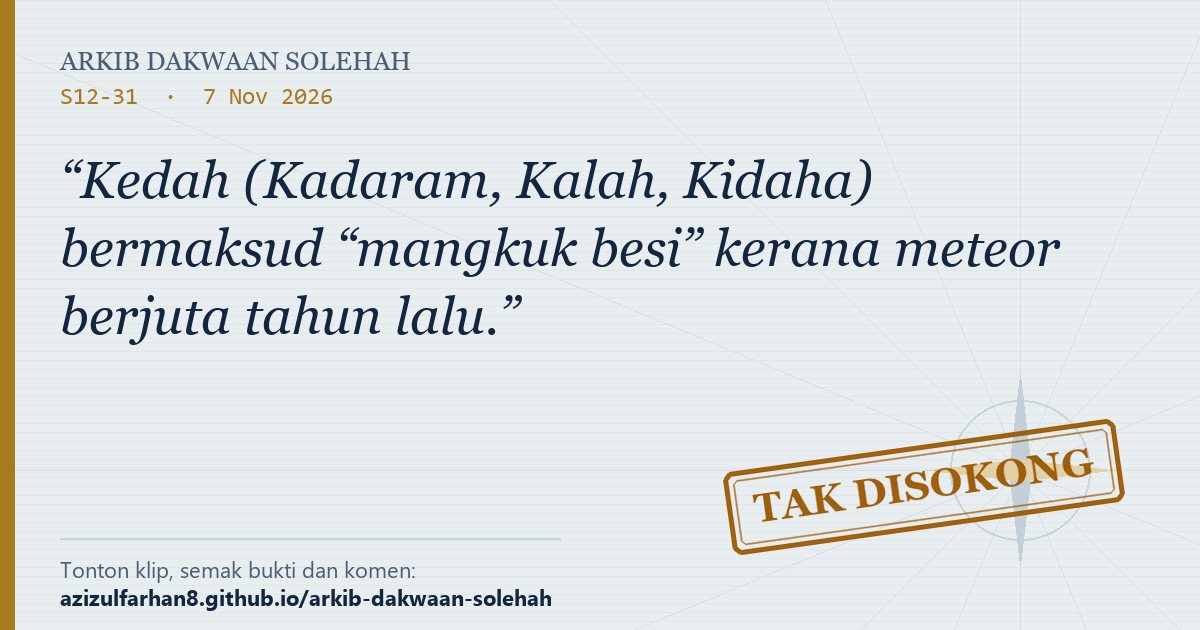 ARKIB DAKWAAN SOLEHAH
S12-31 · 7 Nov 2026
“Kedah (Kadaram, Kalah, Kidaha)
bermaksud “mangkuk besi” kerana meteor
berjuta tahun lalu.”
TAK DISOKONG
Tonton klip, semak bukti dan komen:
azizulfarhan8.github.io/arkib-dakwaan-solehah